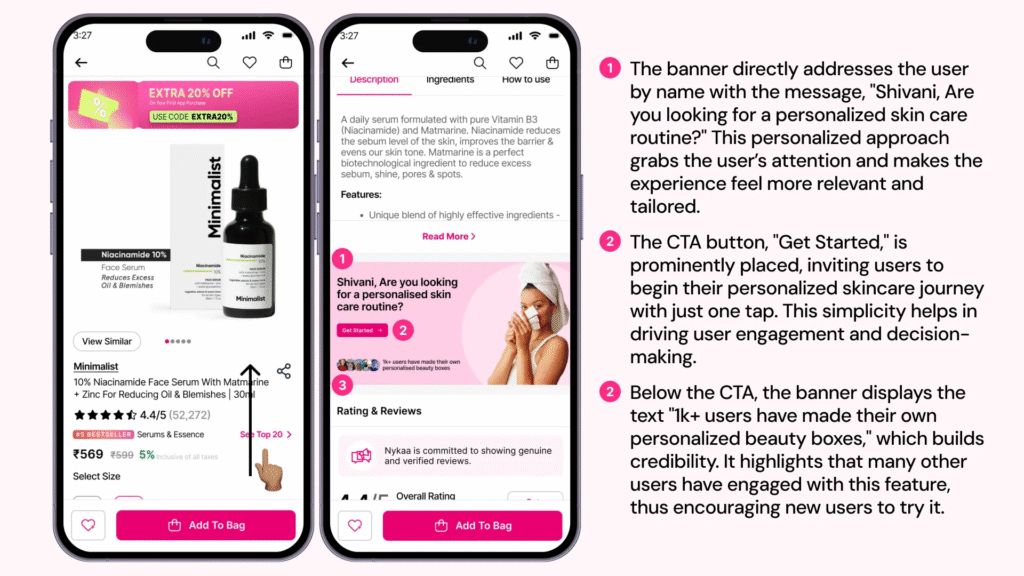 3:27
EXTRA 20% OFF
On Your First App Purchase
USE CODE EXTRA20%
Minimalist
Niacinamide 10%
Face Serum
Reduces Excess
Oil & Blemishes
Niacinamide
10%
Minimalist
View Similar
Minimalist
10% Niacinamide Face Serum With Matmarine
+ Zinc For Reducing Oil & Blemishes | 30ml
4.4/5 (52,272)
#5 BESTSELLER Serums & Essence
See Top 20 >
₹569 ₹599 5% Inclusive of all taxes
Select Size
Add To Bag
3:27
Description Ingredients How to use
A daily serum formulated with pure Vitamin B3
(Niacinamide) and Matmarine. Niacinamide reduces
the sebum level of the skin, improves the barrier &
evens our skin tone. Matmarine is a perfect
biotechnological ingredient to reduce excess
sebum, shine, pores & spots.
Features:
• Unique blend of highly effective ingredients -
Read More >
1
Shivani, Are you looking
for a personalised skin
care routine?
Get Started →
2
1k+ users have made their own
personalised beauty boxes
3
Rating & Reviews
Nykaa is committed to showing genuine
and verified reviews.
4.4/5 Overall Rating
Add To Bag
1 The banner directly addresses the user
by name with the message, "Shivani, Are
you looking for a personalized skin care
routine?" This personalized approach
grabs the user's attention and makes the
experience feel more relevant and
tailored.
2 The CTA button, "Get Started," is
prominently placed, inviting users to
begin their personalized skincare journey
with just one tap. This simplicity helps in
driving user engagement and decision-
making.
2 Below the CTA, the banner displays the
text "1k+ users have made their own
personalized beauty boxes," which builds
credibility. It highlights that many other
users have engaged with this feature,
thus encouraging new users to try it.